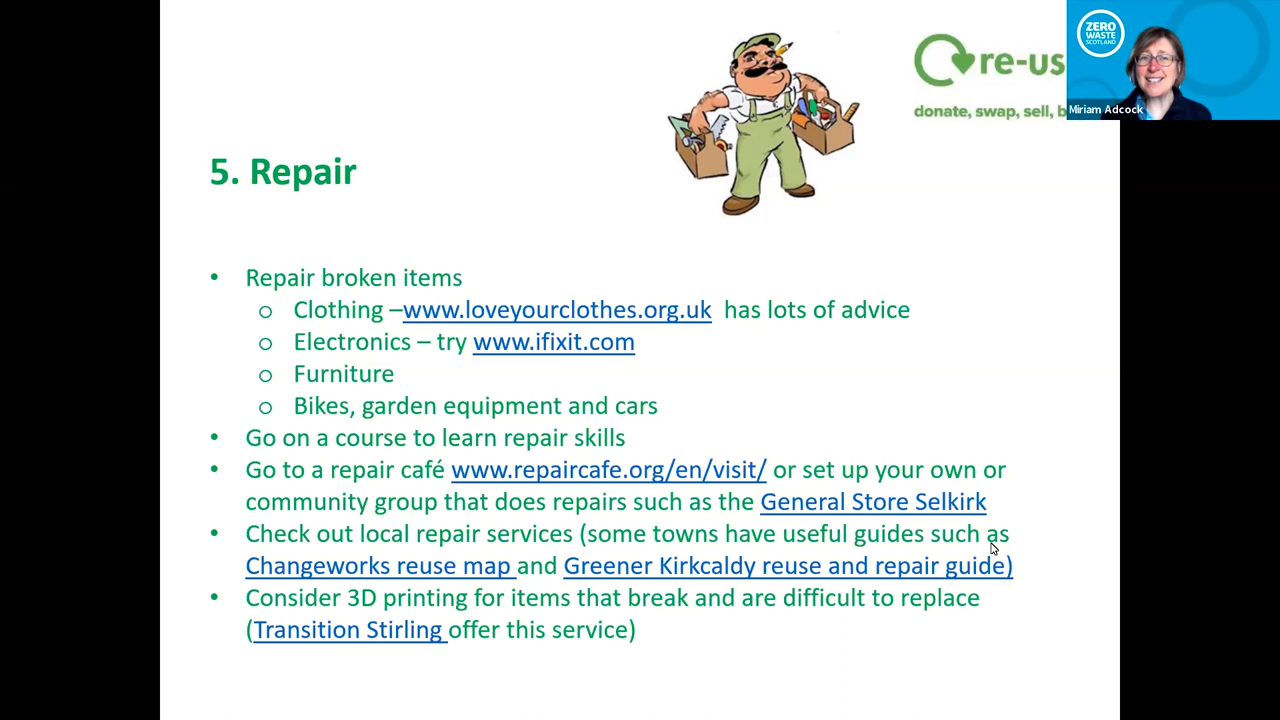 ZERO
WASTE
SCOTLAND
re-us
donate, swap, sell, b
Miriam Adcock
5. Repair
• Repair broken items
o Clothing –www.loveyourclothes.org.uk has lots of advice
o Electronics – try www.ifixit.com
o Furniture
o Bikes, garden equipment and cars
• Go on a course to learn repair skills
• Go to a repair café www.repaircafe.org/en/visit/ or set up your own or
community group that does repairs such as the General Store Selkirk
• Check out local repair services (some towns have useful guides such as
Changeworks reuse map and Greener Kirkcaldy reuse and repair guide)
• Consider 3D printing for items that break and are difficult to replace
(Transition Stirling offer this service)